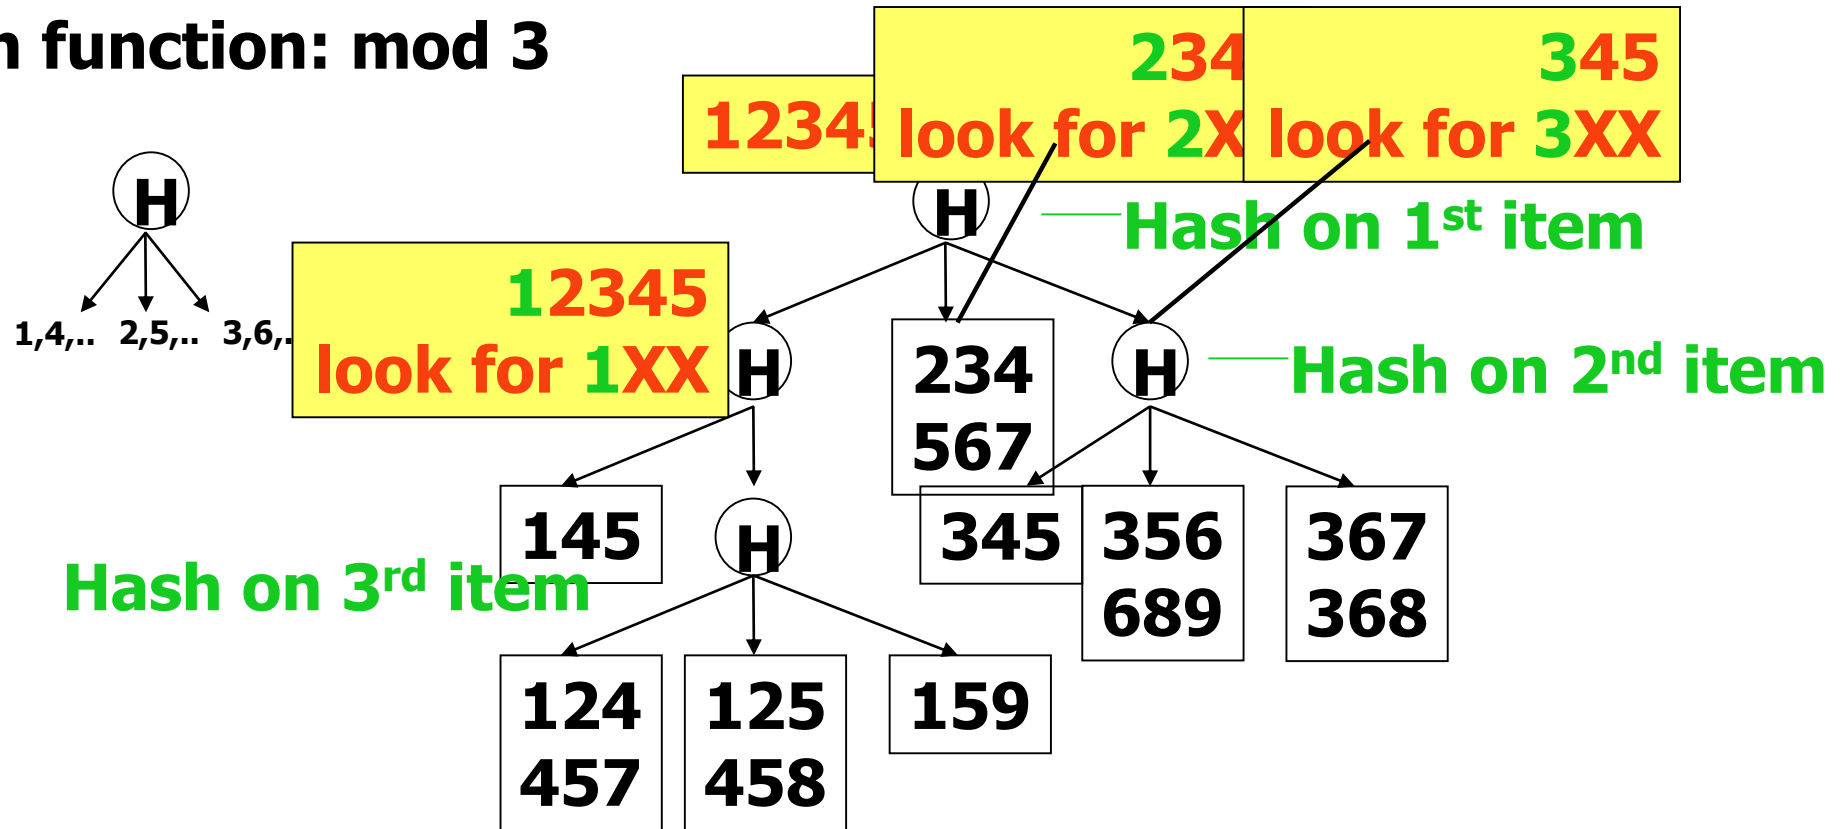 function: mod 3
H
1,4,.. 2,5,.. 3,6,.
1234
234
look for 2X
345
look for 3XX
H
Hash on 1st item
12345
look for 1XX
H
234
567
H
Hash on 2nd item
145
H
345
356
689
367
368
Hash on 3rd item
124
457
125
458
159